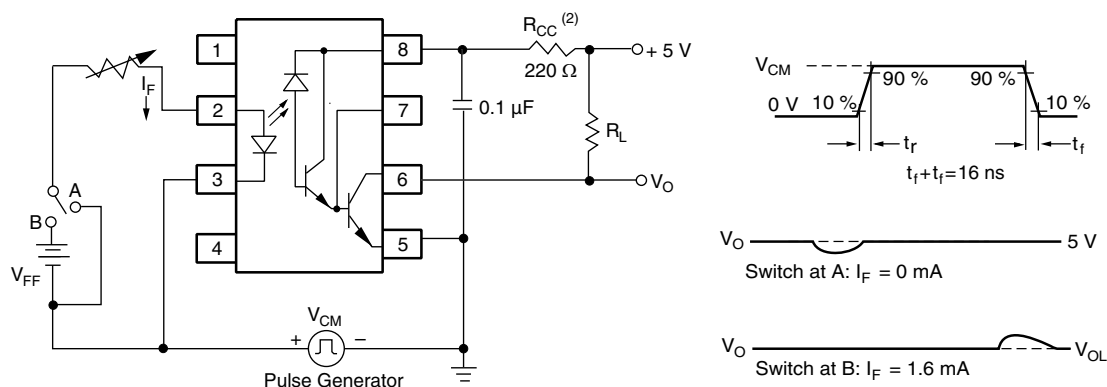 1
2
3
4
8
7
6
5
I_F
A
B
V_FF
R_CC (2)
220 Ω
+ 5 V
0.1 µF
R_L
V_O
V_CM
+
–
Pulse Generator
V_CM
0 V
10 %
90 %
90 %
10 %
t_r
t_f
t_f+t_f=16 ns
V_O
5 V
Switch at A: I_F = 0 mA
V_O
V_OL
Switch at B: I_F = 1.6 mA